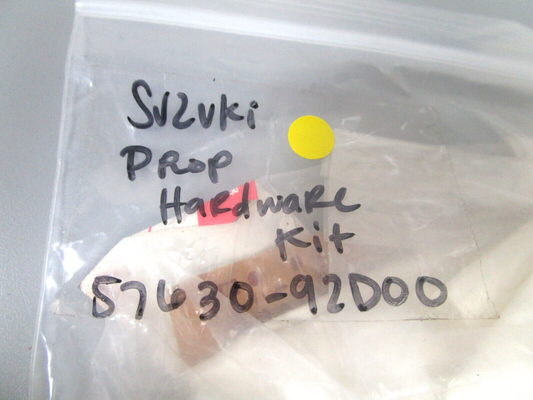 Suzuki
Prop
Hardware
Kit
57630-92D00